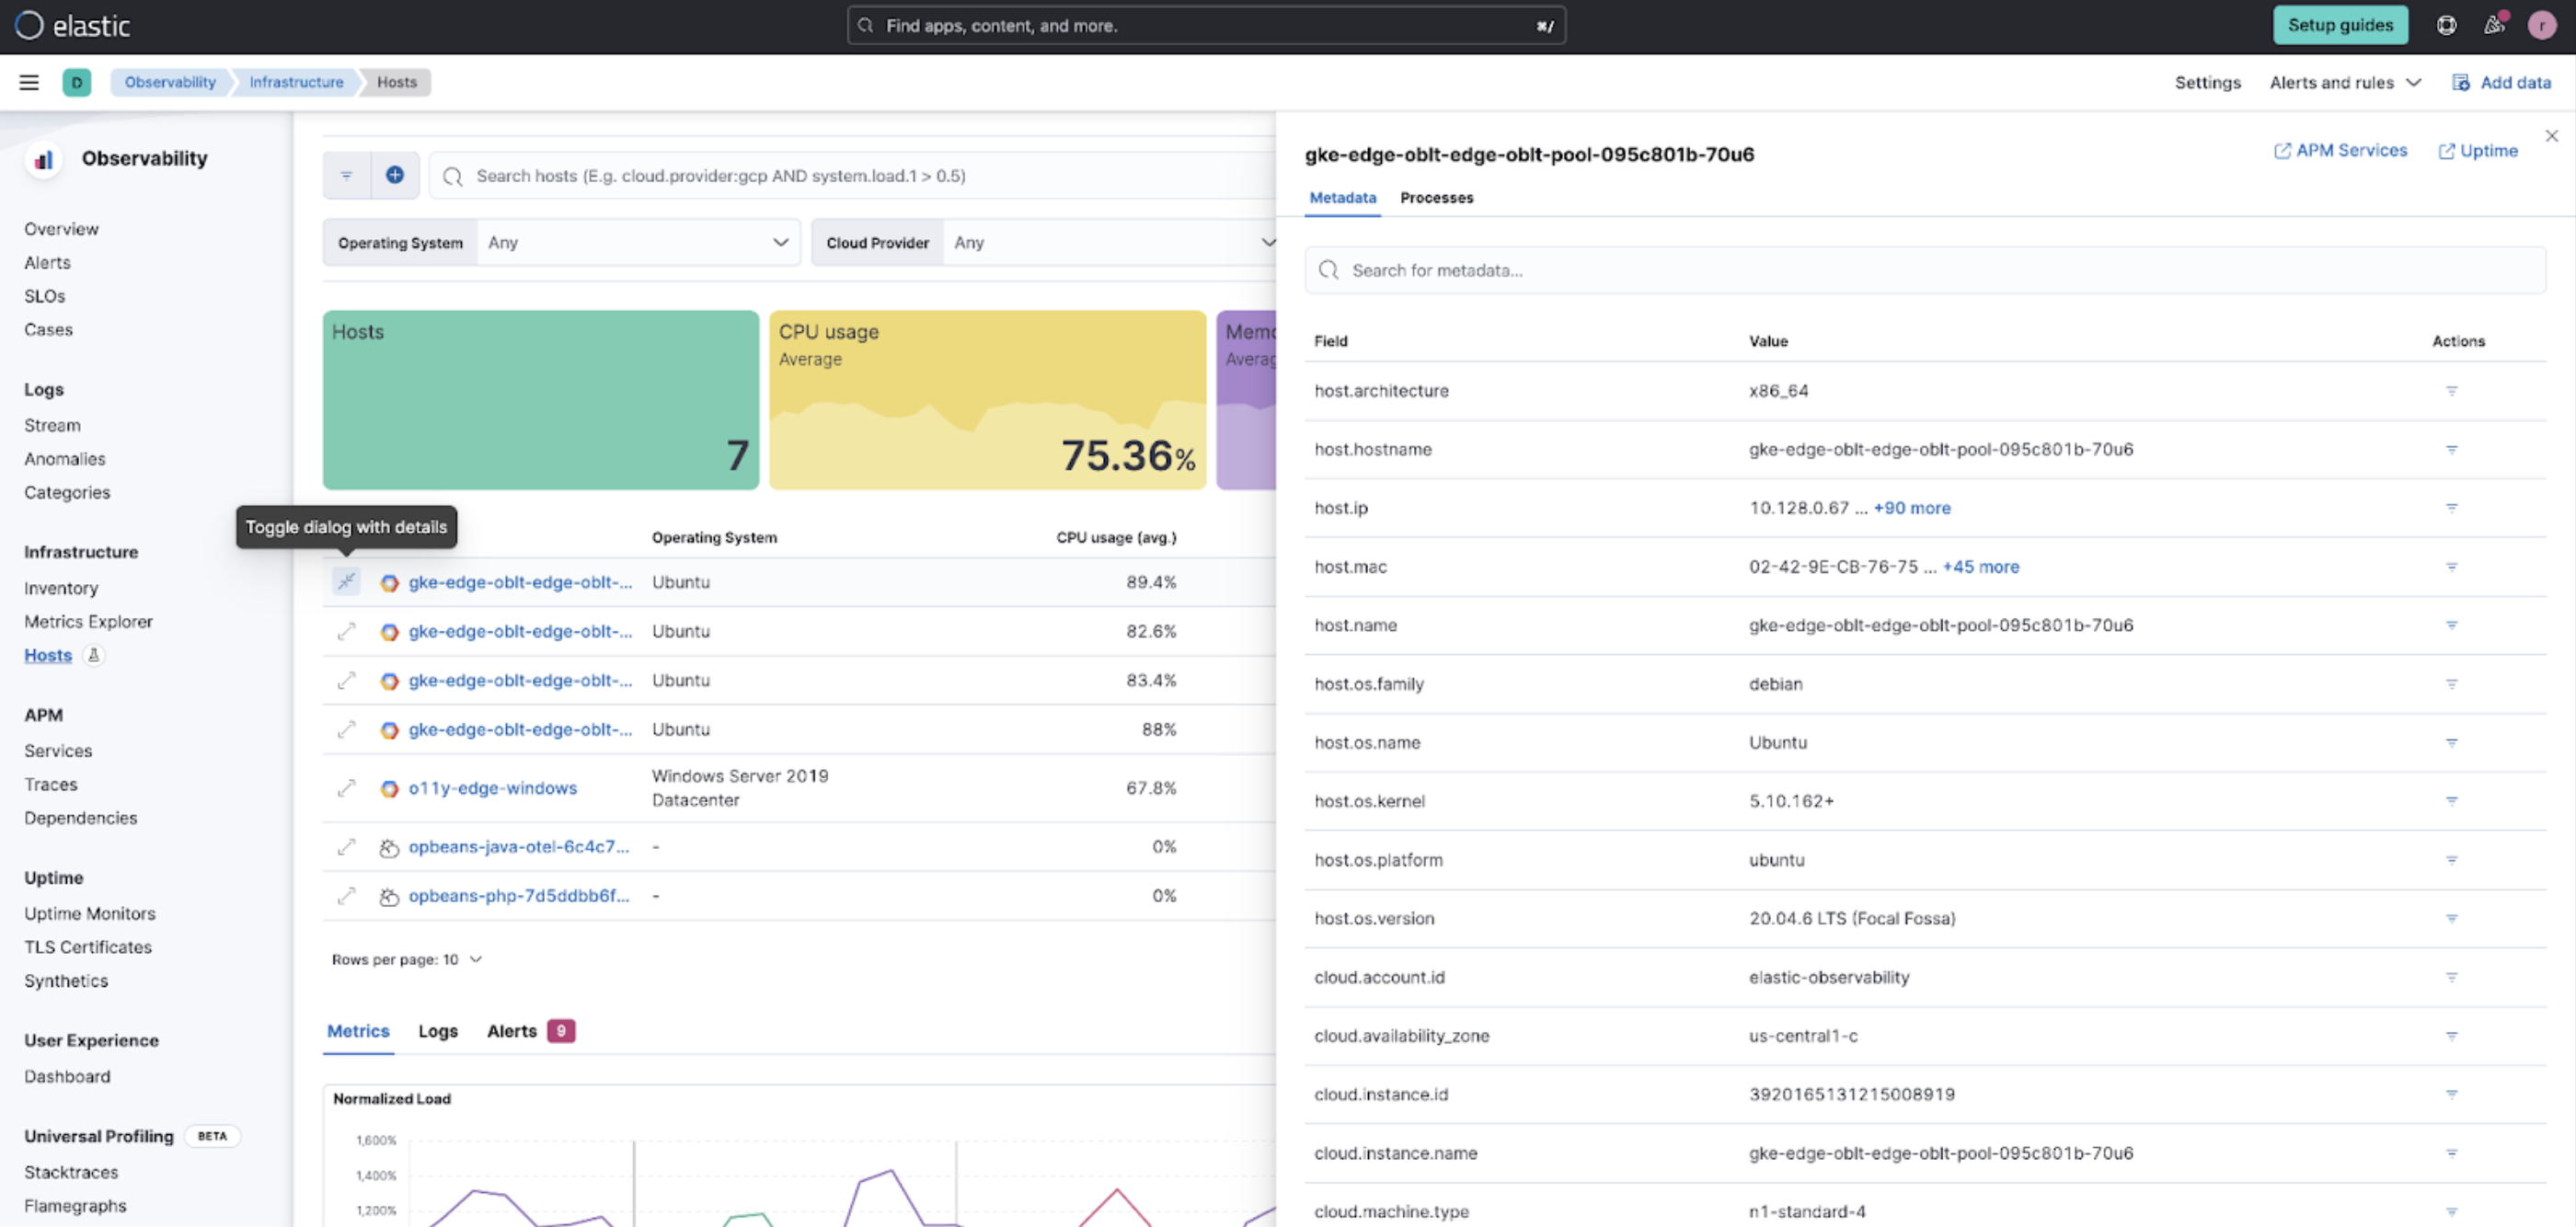 elastic
Find apps, content, and more.
⌘/
Setup guides
r
D
Observability
Infrastructure
Hosts
Settings
Alerts and rules
Add data
Observability
Overview
Alerts
SLOs
Cases
Logs
Stream
Anomalies
Categories
Infrastructure
Inventory
Metrics Explorer
Hosts
APM
Services
Traces
Dependencies
Uptime
Uptime Monitors
TLS Certificates
Synthetics
User Experience
Dashboard
Universal Profiling BETA
Stacktraces
Flamegraphs
Search hosts (E.g. cloud.provider:gcp AND system.load.1 > 0.5)
Operating System Any
Cloud Provider Any
Hosts
7
CPU usage
Average
75.36%
Toggle dialog with details
Operating System CPU usage (avg.)
gke-edge-oblt-edge-oblt-... Ubuntu 89.4%
gke-edge-oblt-edge-oblt-... Ubuntu 82.6%
gke-edge-oblt-edge-oblt-... Ubuntu 83.4%
gke-edge-oblt-edge-oblt-... Ubuntu 88%
o11y-edge-windows Windows Server 2019 Datacenter 67.8%
opbeans-java-otel-6c4c7... - 0%
opbeans-php-7d5ddbb6f... - 0%
Rows per page: 10
Metrics Logs Alerts 9
Normalized Load
1,600%
1,400%
1,200%
gke-edge-oblt-edge-oblt-pool-095c801b-70u6
APM Services
Uptime
Metadata Processes
Search for metadata...
Field Value Actions
host.architecture x86_64
host.hostname gke-edge-oblt-edge-oblt-pool-095c801b-70u6
host.ip 10.128.0.67 ... +90 more
host.mac 02-42-9E-CB-76-75 ... +45 more
host.name gke-edge-oblt-edge-oblt-pool-095c801b-70u6
host.os.family debian
host.os.name Ubuntu
host.os.kernel 5.10.162+
host.os.platform ubuntu
host.os.version 20.04.6 LTS (Focal Fossa)
cloud.account.id elastic-observability
cloud.availability_zone us-central1-c
cloud.instance.id 3920165131215008919
cloud.instance.name gke-edge-oblt-edge-oblt-pool-095c801b-70u6
cloud.machine.type n1-standard-4